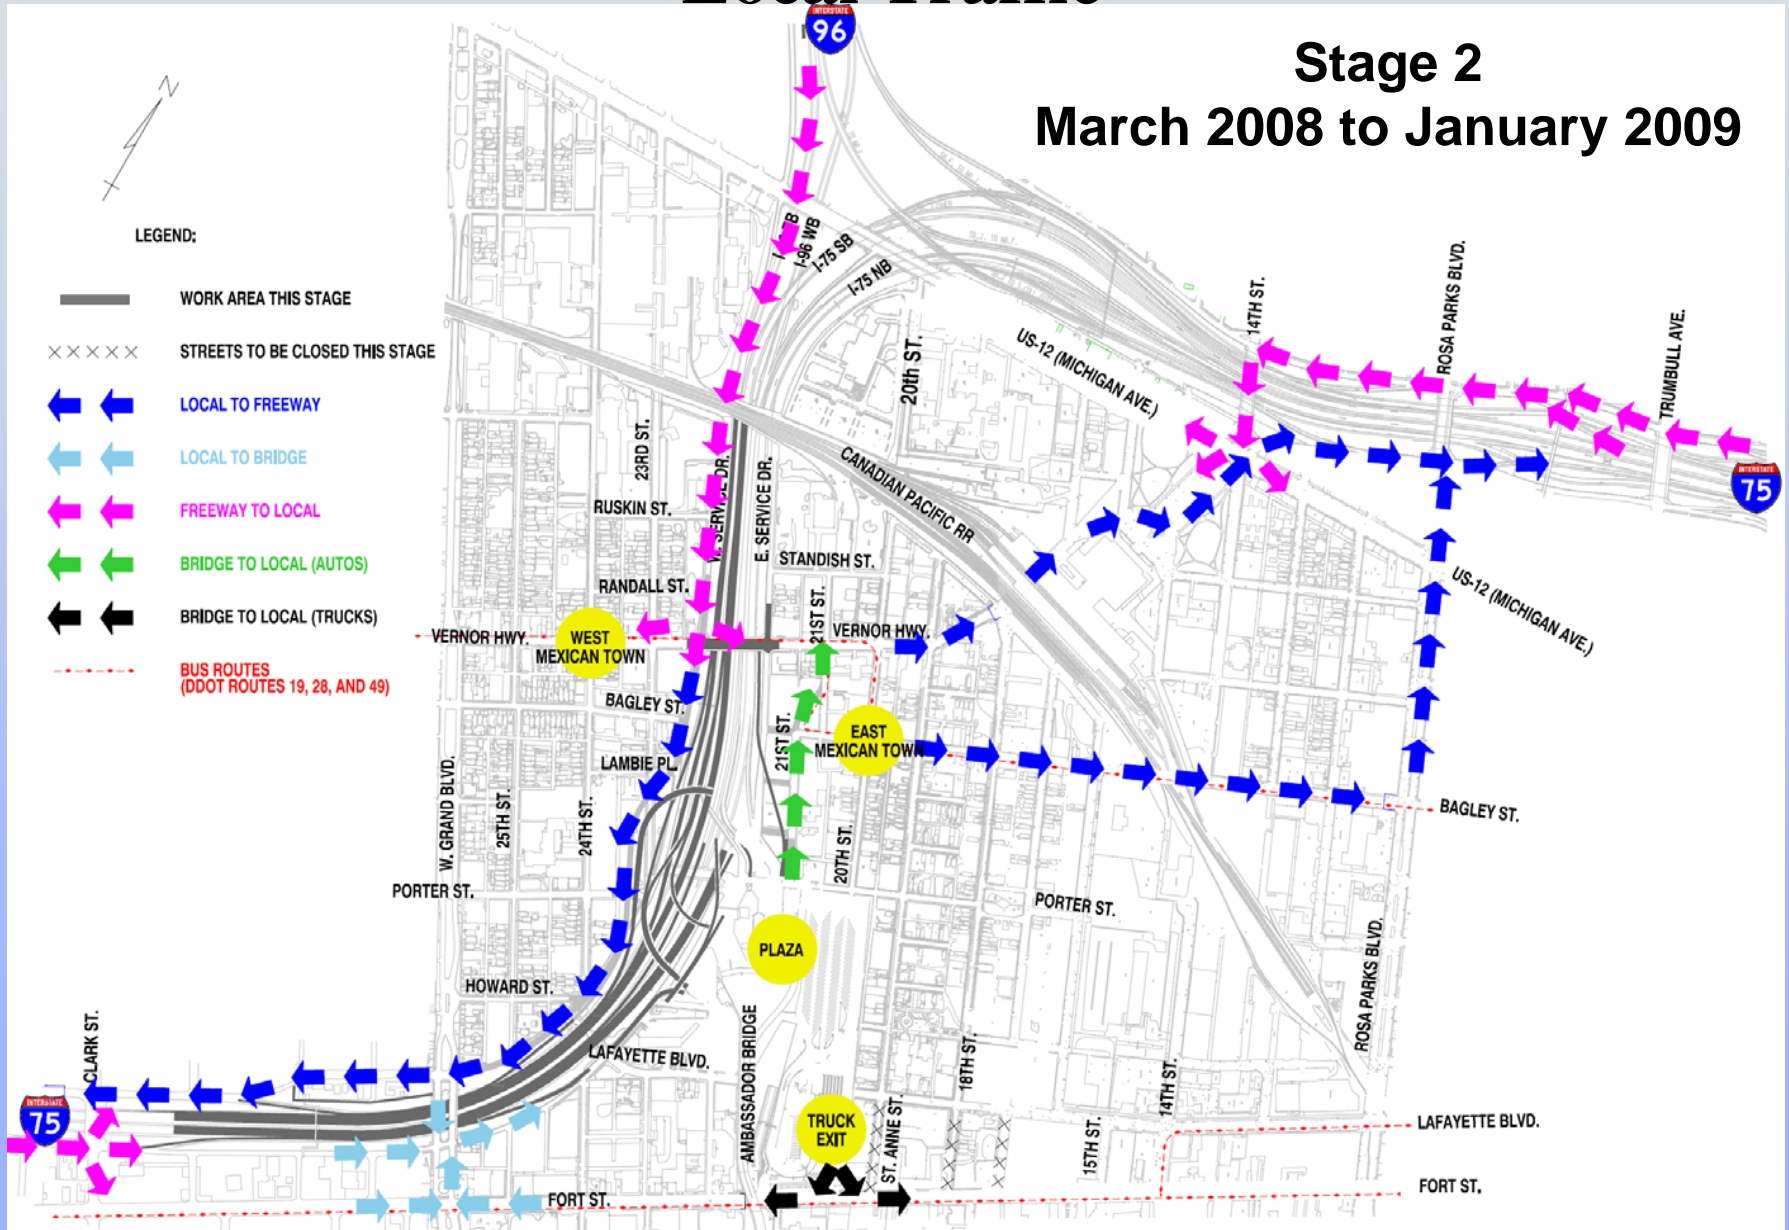 Local Traffic
INTERSTATE
96
Stage 2
March 2008 to January 2009
N
LEGEND:
WORK AREA THIS STAGE
STREETS TO BE CLOSED THIS STAGE
LOCAL TO FREEWAY
LOCAL TO BRIDGE
FREEWAY TO LOCAL
BRIDGE TO LOCAL (AUTOS)
BRIDGE TO LOCAL (TRUCKS)
BUS ROUTES
(DDOT ROUTES 19, 28, AND 49)
I-96 WB
I-75 SB
I-75 NB
14TH ST.
ROSA PARKS BLVD.
TRUMBULL AVE.
US-12 (MICHIGAN AVE.)
20th ST.
INTERSTATE
75
23RD ST.
CANADIAN PACIFIC RR
W. SERVICE DR.
E. SERVICE DR.
RUSKIN ST.
STANDISH ST.
RANDALL ST.
US-12 (MICHIGAN AVE.)
21ST ST.
VERNOR HWY.
WEST
MEXICAN TOWN
VERNOR HWY.
BAGLEY ST.
21ST ST.
EAST
MEXICAN TOWN
LAMBIE PL.
W. GRAND BLVD.
25TH ST.
24TH ST.
BAGLEY ST.
20TH ST.
PORTER ST.
PORTER ST.
PLAZA
ROSA PARKS BLVD.
HOWARD ST.
CLARK ST.
LAFAYETTE BLVD.
AMBASSADOR BRIDGE
18TH ST.
14TH ST.
INTERSTATE
75
TRUCK
EXIT
ST. ANNE ST.
15TH ST.
LAFAYETTE BLVD.
FORT ST.
FORT ST.